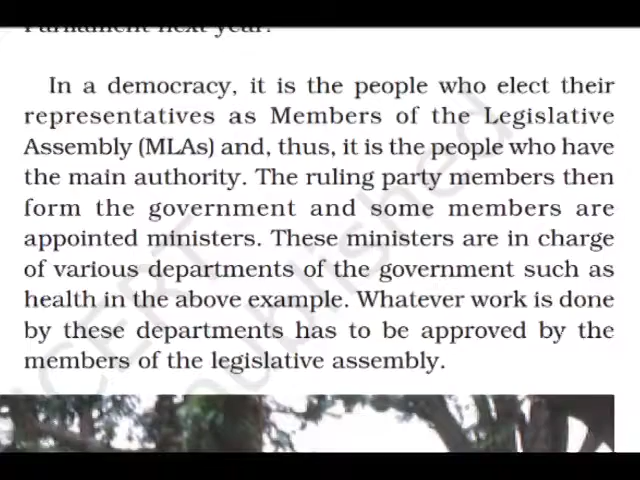 Parliament next year.
In a democracy, it is the people who elect their
representatives as Members of the Legislative
Assembly (MLAs) and, thus, it is the people who have
the main authority. The ruling party members then
form the government and some members are
appointed ministers. These ministers are in charge
of various departments of the government such as
health in the above example. Whatever work is done
by these departments has to be approved by the
members of the legislative assembly.